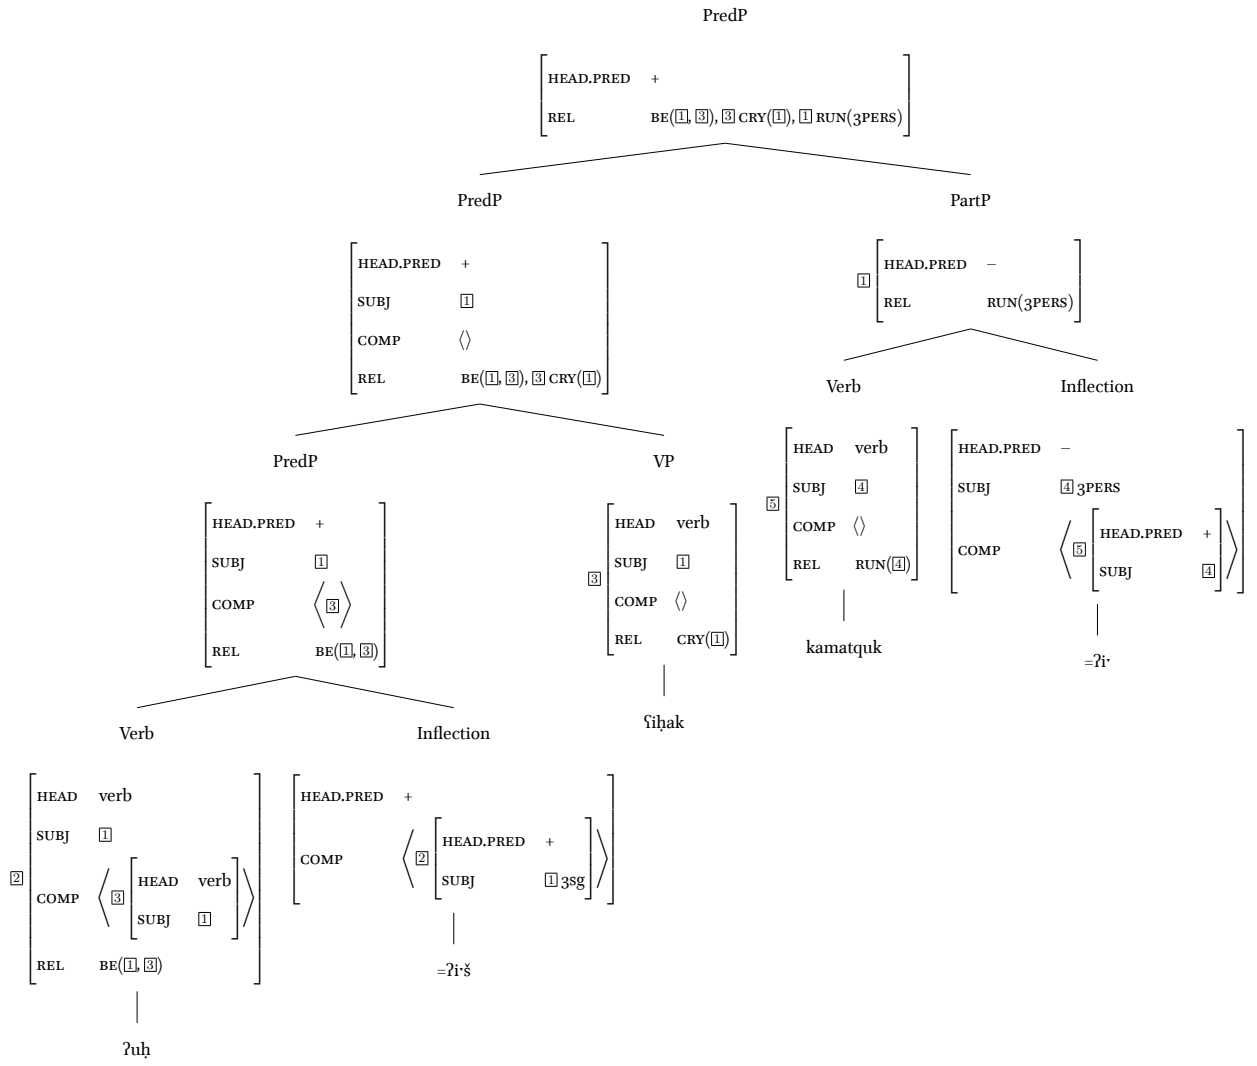 PredP
HEAD.PRED +
REL BE(1, 3), 3 CRY(1), 1 RUN(3PERS)
PredP PartP
HEAD.PRED +
SUBJ 1
COMP ⟨⟩
REL BE(1, 3), 3 CRY(1)
1 HEAD.PRED –
REL RUN(3PERS)
Verb Inflection
5 HEAD verb
SUBJ 4
COMP ⟨⟩
REL RUN(4)
kamatquk
HEAD.PRED –
SUBJ 4 3PERS
COMP ⟨ 5 HEAD.PRED +
SUBJ 4 ⟩
=ʔi·
PredP VP
HEAD.PRED +
SUBJ 1
COMP ⟨ 3 ⟩
REL BE(1, 3)
3 HEAD verb
SUBJ 1
COMP ⟨⟩
REL CRY(1)
ʕiḥak
Verb Inflection
2 HEAD verb
SUBJ 1
COMP ⟨ 3 HEAD verb
SUBJ 1 ⟩
REL BE(1, 3)
ʔuḥ
HEAD.PRED +
COMP ⟨ 2 HEAD.PRED +
SUBJ 1 3sg ⟩
=ʔi·š